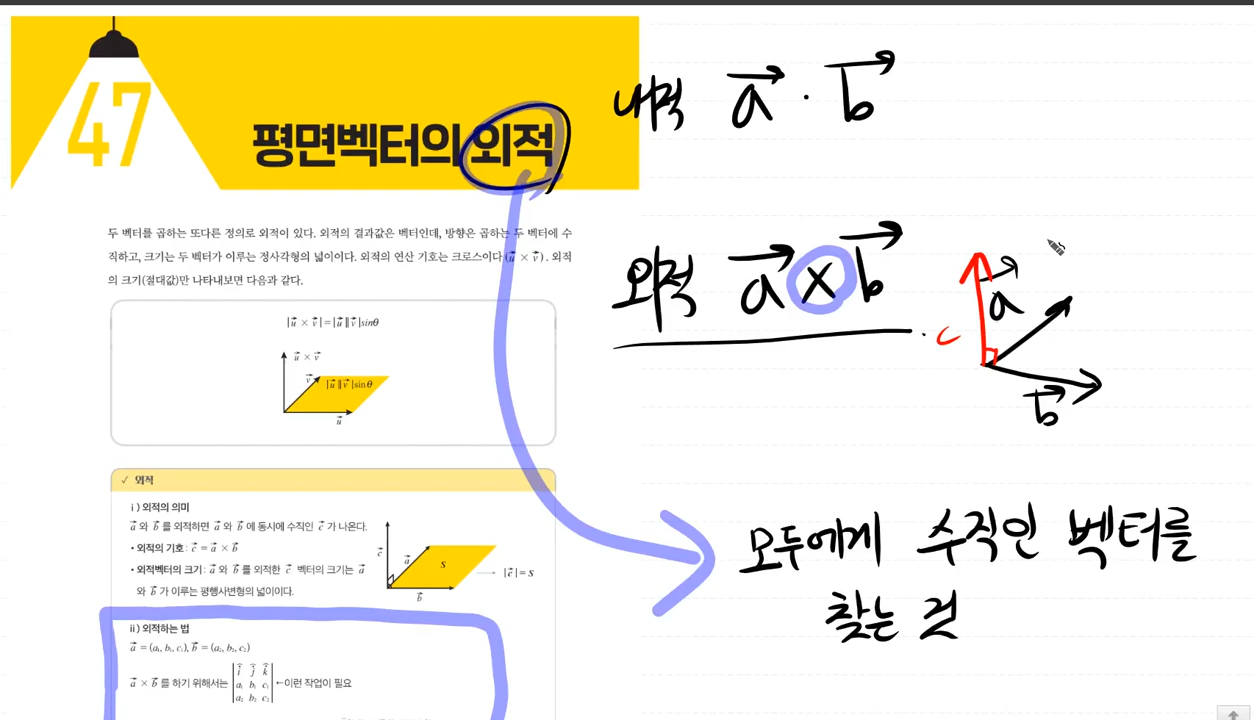 47
평면벡터의 외적
두 벡터를 곱하는 또다른 정의로 외적이 있다. 외적의 결과값은 벡터인데, 방향은 곱하는 두 벡터에 수
직하고, 크기는 두 벡터가 이루는 정사각형의 넓이이다. 외적의 연산 기호는 크로스이다 (u⃗ × v⃗). 외적
의 크기(절대값)만 나타내보면 다음과 같다.
|u⃗ × v⃗|=|u⃗||v⃗|sinθ
u⃗ × v⃗
v⃗
|u⃗||v⃗|sinθ
u⃗
✓ 외적
i ) 외적의 의미
a⃗ 와 b⃗ 를 외적하면 a⃗ 와 b⃗ 에 동시에 수직인 c⃗ 가 나온다.
• 외적의 기호 : c⃗ = a⃗ × b⃗
• 외적벡터의 크기 : a⃗ 와 b⃗ 를 외적한 c⃗ 벡터의 크기는 a⃗
와 b⃗ 가 이루는 평행사변형의 넓이이다.
c⃗
a⃗
S
b⃗
|c⃗| = S
ii ) 외적하는 법
a⃗ = (a₁, b₁, c₁), b⃗ = (a₂, b₂, c₂)
a⃗ × b⃗ 를 하기 위해서는 | î ĵ k̂ | ←이런 작업이 필요
a₁ b₁ c₁
a₂ b₂ c₂
내적 a⃗ · b⃗
외적 a⃗ × b⃗
c
a⃗
b⃗
모두에게 수직인 벡터를
찾는 것